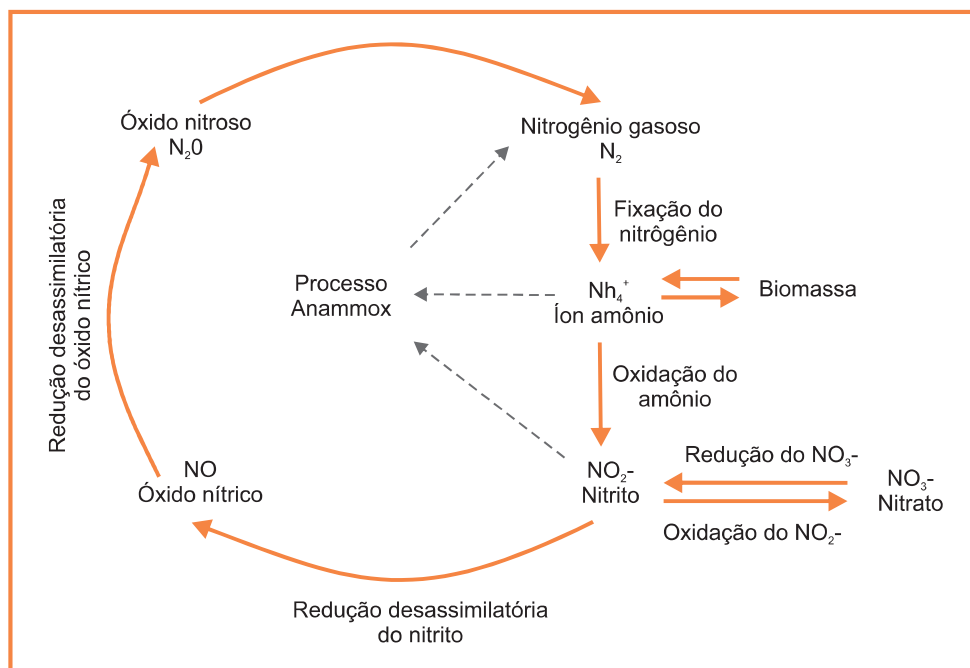 Óxido nitroso
N₂0
Nitrogênio gasoso
N₂
Fixação do
nitrôgênio
Redução desassimilatória
do óxido nítrico
Processo
Anammox
Nh₄⁺
Íon amônio
Biomassa
Oxidação do
amônio
NO
Óxido nítrico
NO₂-
Nitrito
Redução do NO₃-
Oxidação do NO₂-
NO₃-
Nitrato
Redução desassimilatória
do nitrito